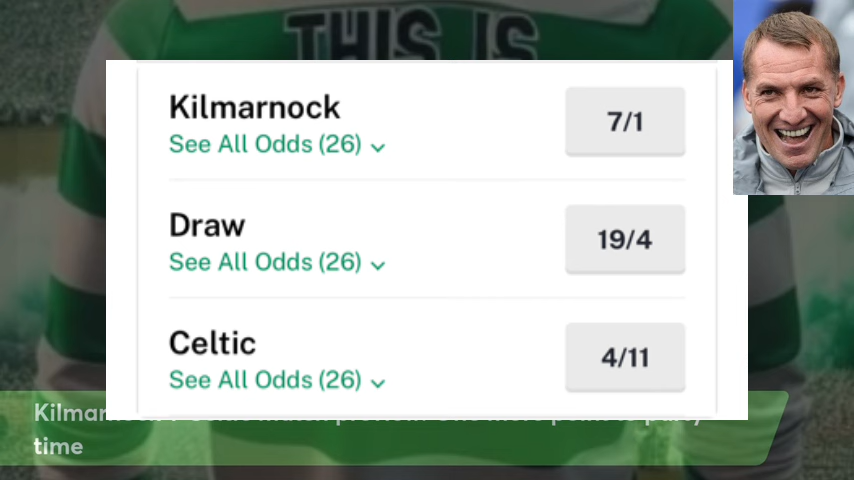 THIS IS
Kilmarnock
See All Odds (26)
7/1
Draw
See All Odds (26)
19/4
Celtic
See All Odds (26)
4/11
Kilmar
time